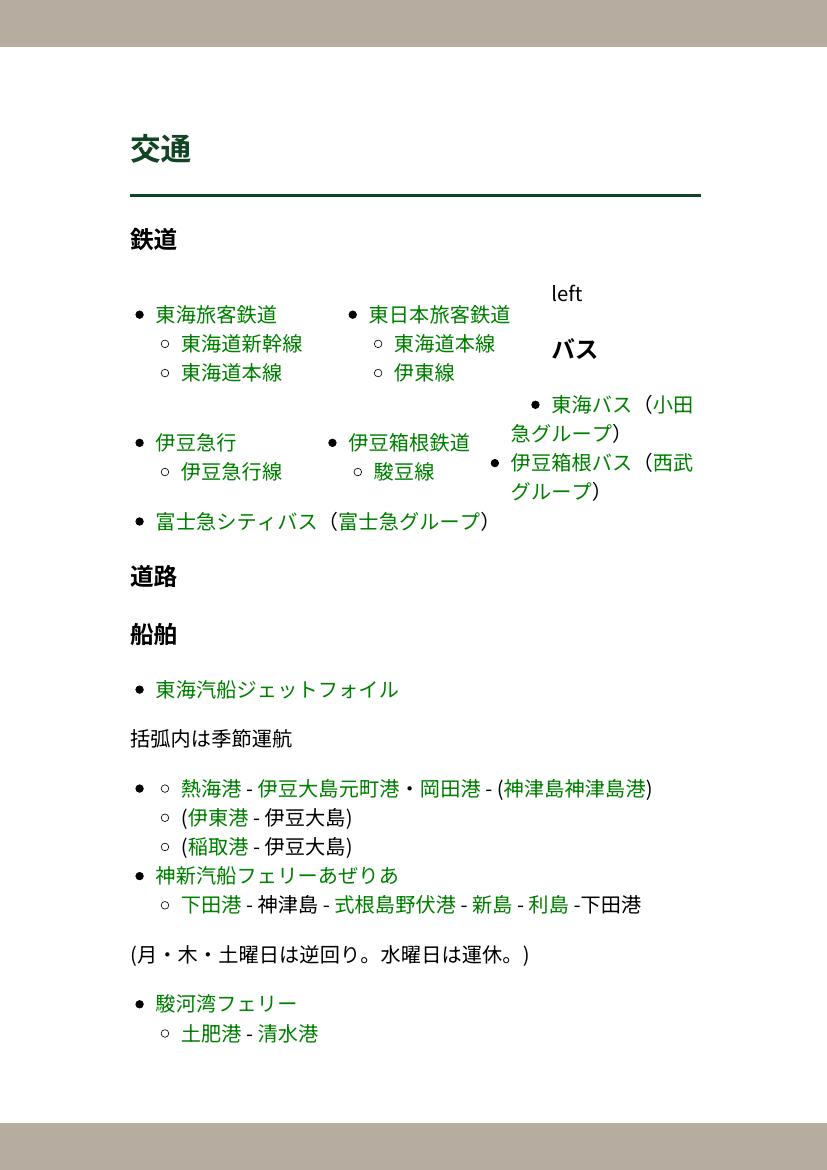 交通
鉄道
東海旅客鉄道
東海道新幹線
東海道本線
東日本旅客鉄道
東海道本線
伊東線
伊豆急行
伊豆急行線
伊豆箱根鉄道
駿豆線
left
バス
東海バス（小田
急グループ）
伊豆箱根バス（西武
グループ）
富士急シティバス（富士急グループ）
道路
船舶
東海汽船ジェットフォイル
括弧内は季節運航
熱海港 - 伊豆大島元町港・岡田港 - (神津島神津島港)
(伊東港 - 伊豆大島)
(稲取港 - 伊豆大島)
神新汽船フェリーあぜりあ
下田港 - 神津島 - 式根島野伏港 - 新島 - 利島 -下田港
(月・木・土曜日は逆回り。水曜日は運休。)
駿河湾フェリー
土肥港 - 清水港